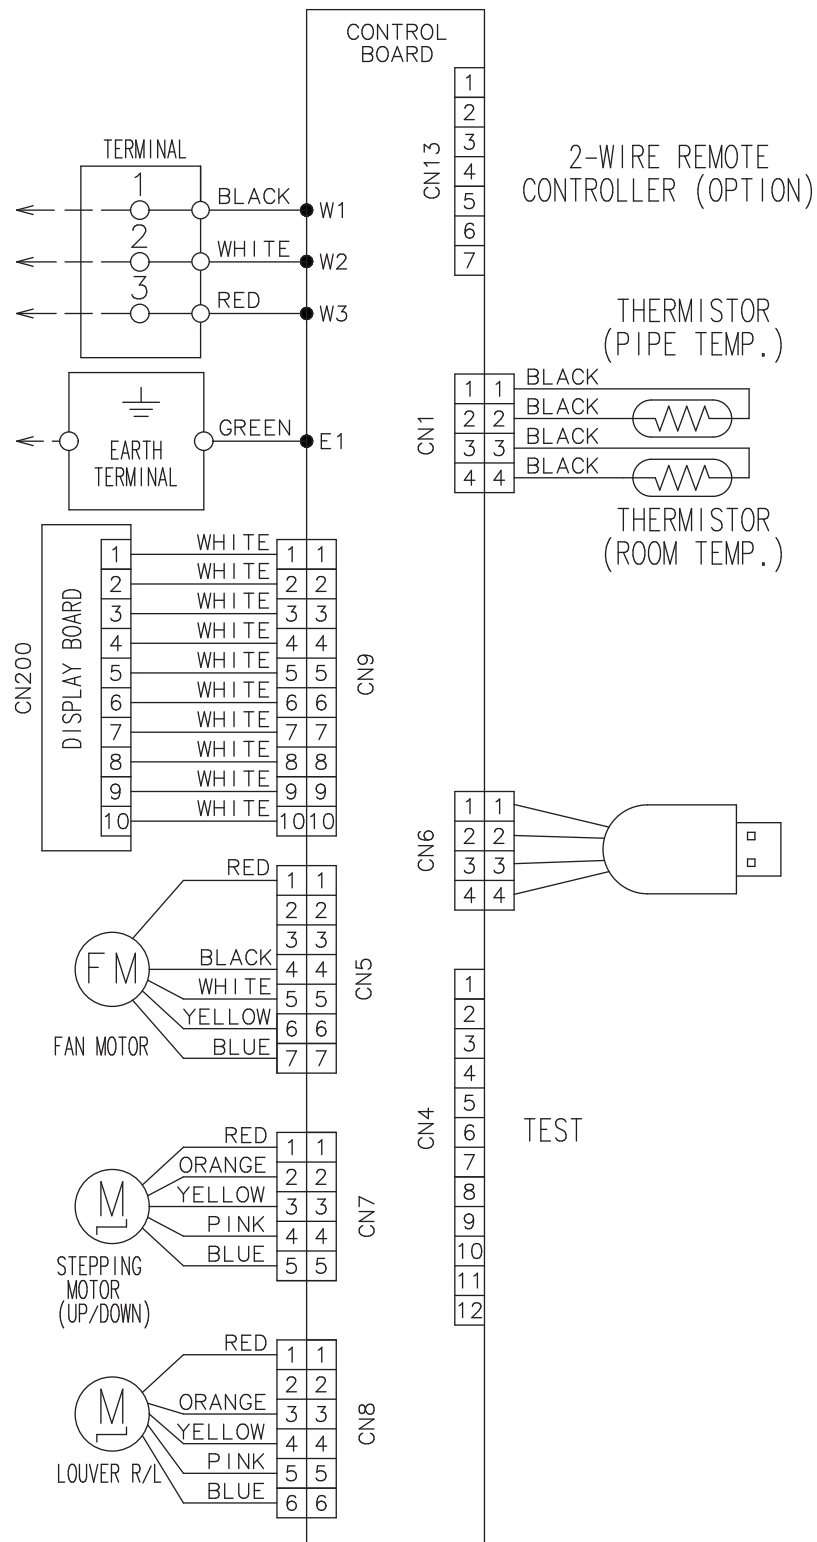 CONTROL
BOARD
CN13
1
2
3
4
5
6
7
2-WIRE REMOTE
CONTROLLER (OPTION)
TERMINAL
1 BLACK W1
2 WHITE W2
3 RED W3
EARTH
TERMINAL
GREEN E1
THERMISTOR
(PIPE TEMP.)
CN1
1 1 BLACK
2 2 BLACK
3 3 BLACK
4 4 BLACK
THERMISTOR
(ROOM TEMP.)
CN200
DISPLAY BOARD
CN9
1 WHITE 1 1
2 WHITE 2 2
3 WHITE 3 3
4 WHITE 4 4
5 WHITE 5 5
6 WHITE 6 6
7 WHITE 7 7
8 WHITE 8 8
9 WHITE 9 9
10 WHITE 10 10
CN6
1 1
2 2
3 3
4 4
FM
FAN MOTOR
CN5
RED 1 1
2 2
3 3
BLACK 4 4
WHITE 5 5
YELLOW 6 6
BLUE 7 7
CN4
1
2
3
4
5
6
7
8
9
10
11
12
TEST
M
STEPPING
MOTOR
(UP/DOWN)
CN7
RED 1 1
ORANGE 2 2
YELLOW 3 3
PINK 4 4
BLUE 5 5
M
LOUVER R/L
CN8
RED 1 1
2 2
ORANGE 3 3
YELLOW 4 4
PINK 5 5
BLUE 6 6